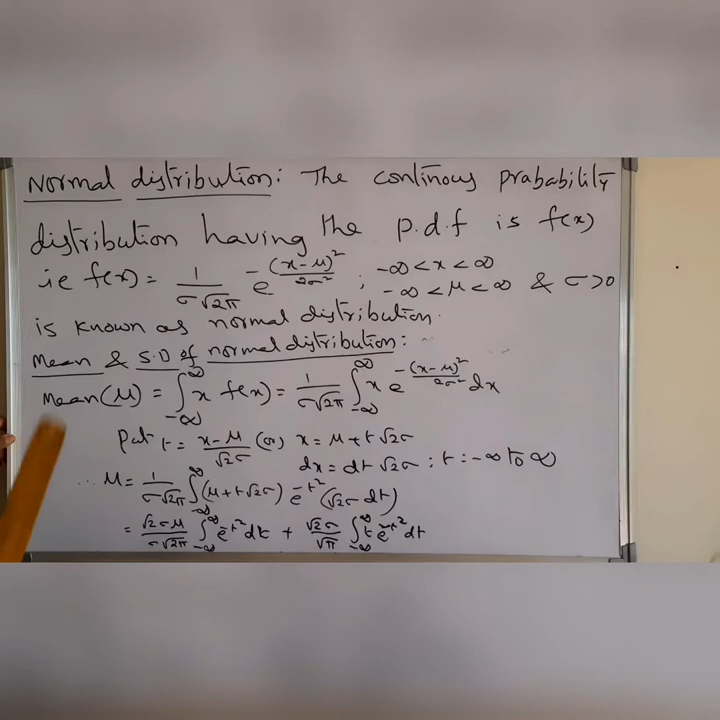 Normal distribution: The continous prabability
distribution having the p.d.f is f(x)
ie f(x) = 1/(σ√2π) e^(-(x-μ)²/2σ²) ; -∞<x<∞
-∞<μ<∞ & σ>0
is known as normal distribution.
Mean & S.D of normal distribution:
Mean(μ) = ∫_{-∞}^{∞} x f(x) = 1/(σ√2π) ∫_{-∞}^{∞} x e^(-(x-μ)²/2σ²) dx
Put t = (x-μ)/(√2σ) (or) x = μ+t√2σ
dx = dt √2σ ; t: -∞ to ∞
∴ μ = 1/(σ√2π) ∫_{-∞}^{∞} (μ+t√2σ) e^(-t²) (√2σ dt)
= (√2σμ)/(σ√2π) ∫_{-∞}^{∞} e^(-t²) dt + (√2σ)/(√π) ∫_{-∞}^{∞} t e^(-t²) dt